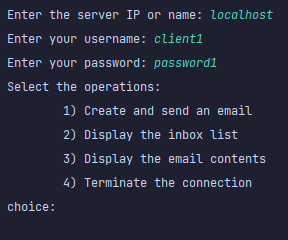 Enter the server IP or name: localhost
Enter your username: client1
Enter your password: password1
Select the operations:
1) Create and send an email
2) Display the inbox list
3) Display the email contents
4) Terminate the connection
choice: